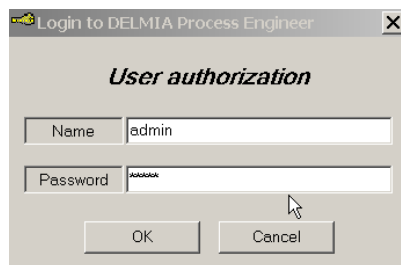 Login to DELMIA Process Engineer
User authorization
Name admin
Password *****
OK Cancel